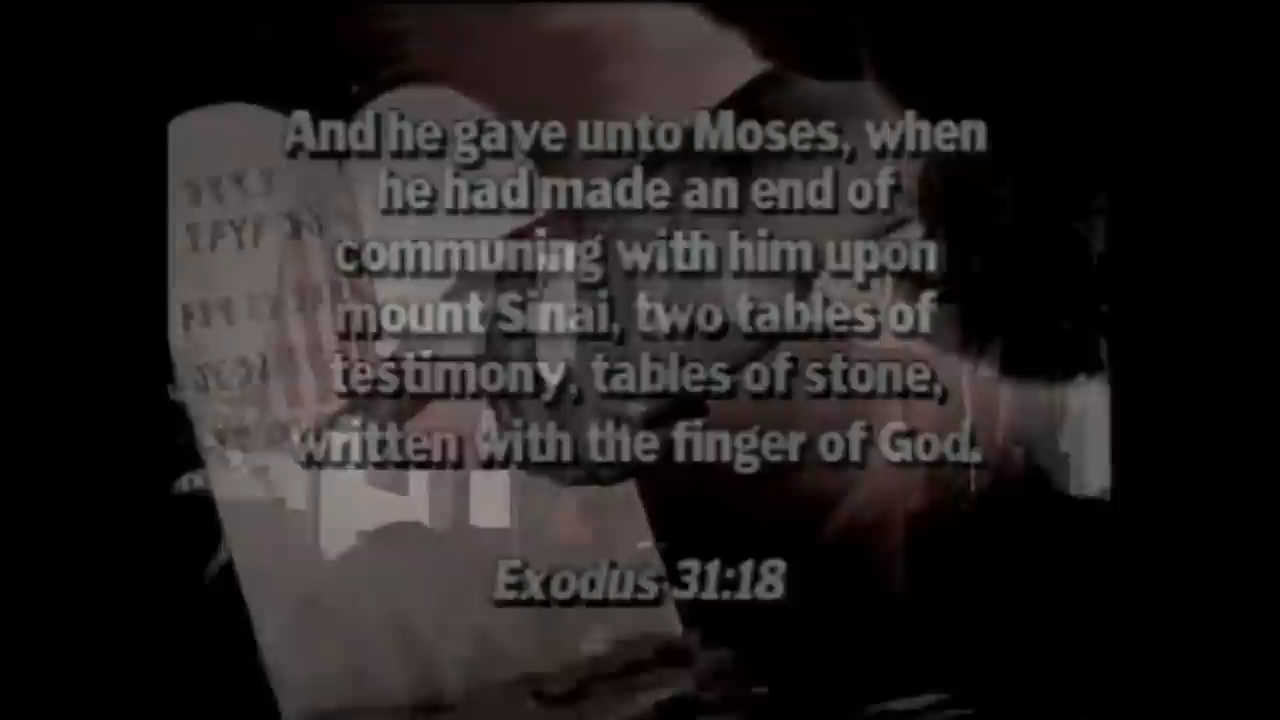 And he gave unto Moses, when
he had made an end of
communing with him upon
mount Sinai, two tables of
testimony, tables of stone,
written with the finger of God.
Exodus 31:18